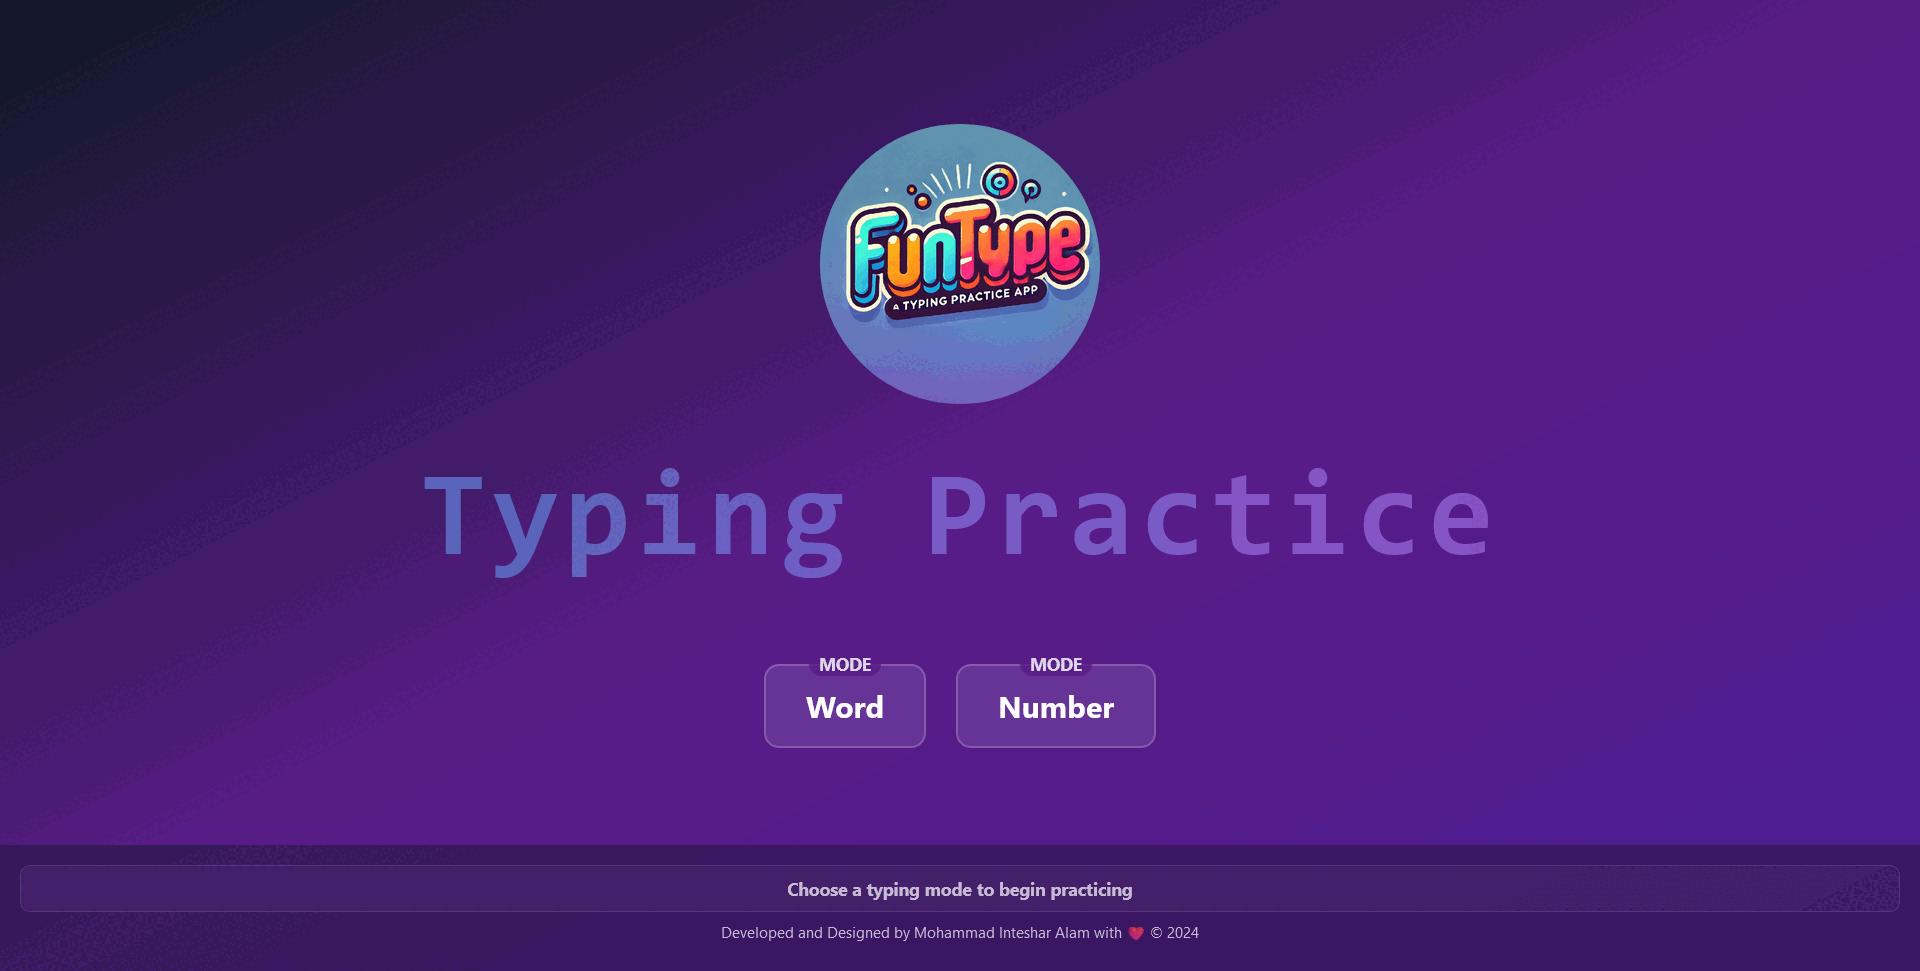 FunType
A TYPING PRACTICE APP
Typing Practice
MODE
Word
MODE
Number
Choose a typing mode to begin practicing
Developed and Designed by Mohammad Inteshar Alam with ❤️ © 2024